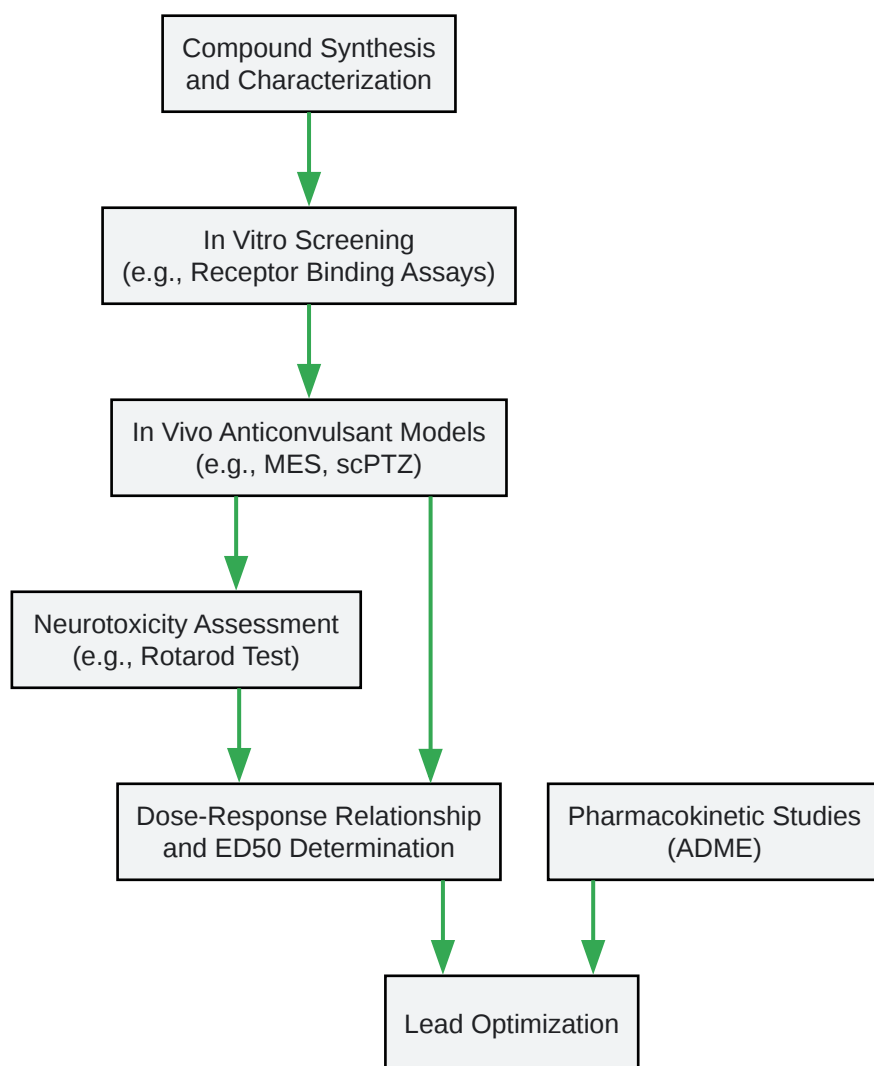 Compound Synthesis
and Characterization
In Vitro Screening
(e.g., Receptor Binding Assays)
In Vivo Anticonvulsant Models
(e.g., MES, scPTZ)
Neurotoxicity Assessment
(e.g., Rotarod Test)
Dose-Response Relationship
and ED50 Determination
Pharmacokinetic Studies
(ADME)
Lead Optimization